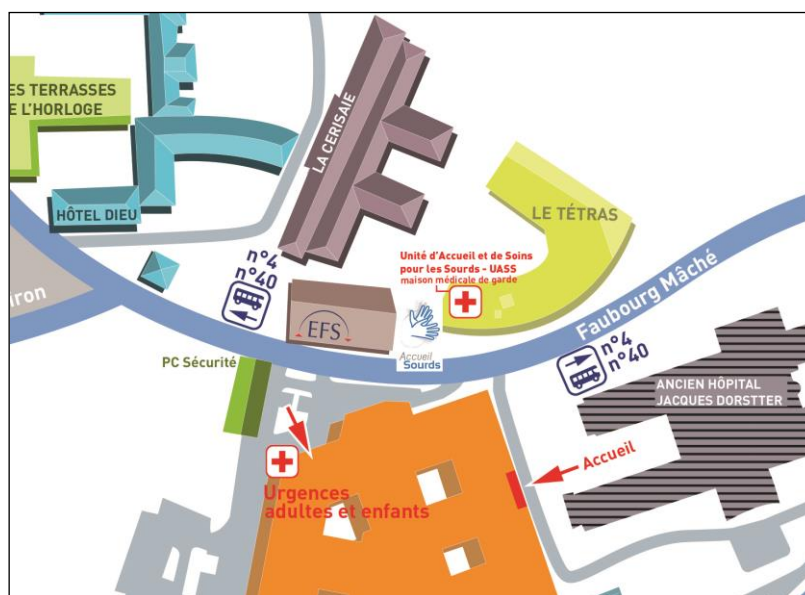 ES TERRASSES
E L'HORLOGE
HÔTEL DIEU
LA CERISAIE
LE TÉTRAS
n°4
n°40
Unité d'Accueil et de Soins
pour les Sourds - UASS
maison médicale de garde
EFS
Accueil
Sourds
iron
Faubourg Mâché
n°4
n°40
PC Sécurité
ANCIEN HÔPITAL
JACQUES DORSTTER
Accueil
Urgences
adultes et enfants